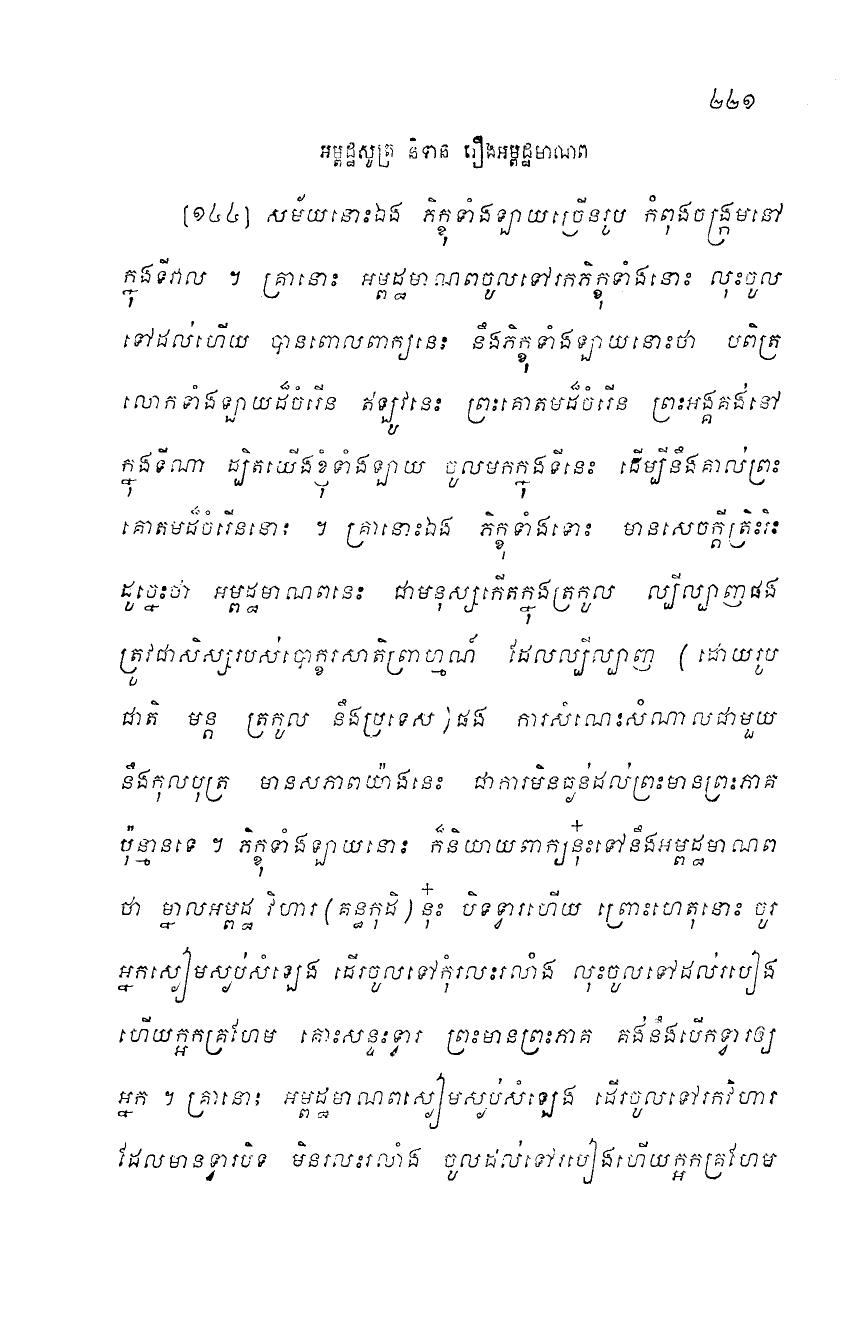 ២២១
អម្ពដ្ឋសូត្រ និទាន រឿងអម្ពដ្ឋមាណព
[១៤៤] សម័យនោះឯង ភិក្ខុទាំងឡាយច្រើនរូប កំពុងចង្ក្រមនៅ
ក្នុងទីវាល ។ គ្រានោះ អម្ពដ្ឋមាណពចូលទៅរកភិក្ខុទាំងនោះ លុះចូល
ទៅដល់ហើយ បានពោលពាក្យនេះ នឹងភិក្ខុទាំងឡាយនោះថា បពិត្រ
លោកទាំងឡាយដ៏ចំរើន ឥឡូវនេះ ព្រះគោតមដ៏ចំរើន ព្រះអង្គគង់នៅ
ក្នុងទីណា ដ្បិតយើងខ្ញុំទាំងឡាយ ចូលមកក្នុងទីនេះ ដើម្បីនឹងគាល់ព្រះ
គោតមដ៏ចំរើននោះ ។ គ្រានោះឯង ភិក្ខុទាំងនោះ មានសេចក្តីត្រិះរិះ
ដូច្នេះថា អម្ពដ្ឋមាណពនេះ ជាមនុស្សកើតក្នុងត្រកូល ល្បីល្បាញផង
ត្រូវជាសិស្សរបស់បោក្ខរសាតិព្រាហ្មណ៍ ដែលល្បីល្បាញ (ដោយរូប
ជាតិ មន្ត ត្រកូល នឹងប្រទេស)ផង ការសំណេះសំណាលជាមួយ
នឹងកុលបុត្រ មានសភាពយ៉ាងនេះ ជាការមិនធ្ងន់ដល់ព្រះមានព្រះភាគ
ប៉ុន្មានទេ ។ ភិក្ខុទាំងឡាយនោះ ក៏និយាយពាក្យនុ៎ះទៅនឹងអម្ពដ្ឋមាណព
ថា ម្នាលអម្ពដ្ឋ វិហារ(គន្ធកុដិ)នុ៎ះ បិទទ្វារហើយ ព្រោះហេតុនោះ ចូរ
អ្នកស្ងៀមស្ងប់សំឡេង ដើរចូលទៅកុំរលះរលាំង លុះចូលទៅដល់របៀង
ហើយក្អកគ្រហែម គោះសន្ទះទ្វារ ព្រះមានព្រះភាគ គង់នឹងបើកទ្វារឲ្យ
អ្នក ។ គ្រានោះ អម្ពដ្ឋមាណពស្ងៀមស្ងប់សំឡេង ដើរចូលទៅរកវិហារ
ដែលមានទ្វារបិទ មិនរលះរលាំង ចូលដល់ទៅរបៀងហើយក្អកគ្រហែម